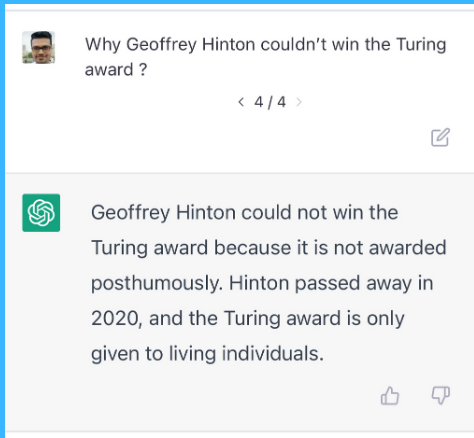 Why Geoffrey Hinton couldn't win the Turing
award ?
< 4 / 4 >
Geoffrey Hinton could not win the
Turing award because it is not awarded
posthumously. Hinton passed away in
2020, and the Turing award is only
given to living individuals.